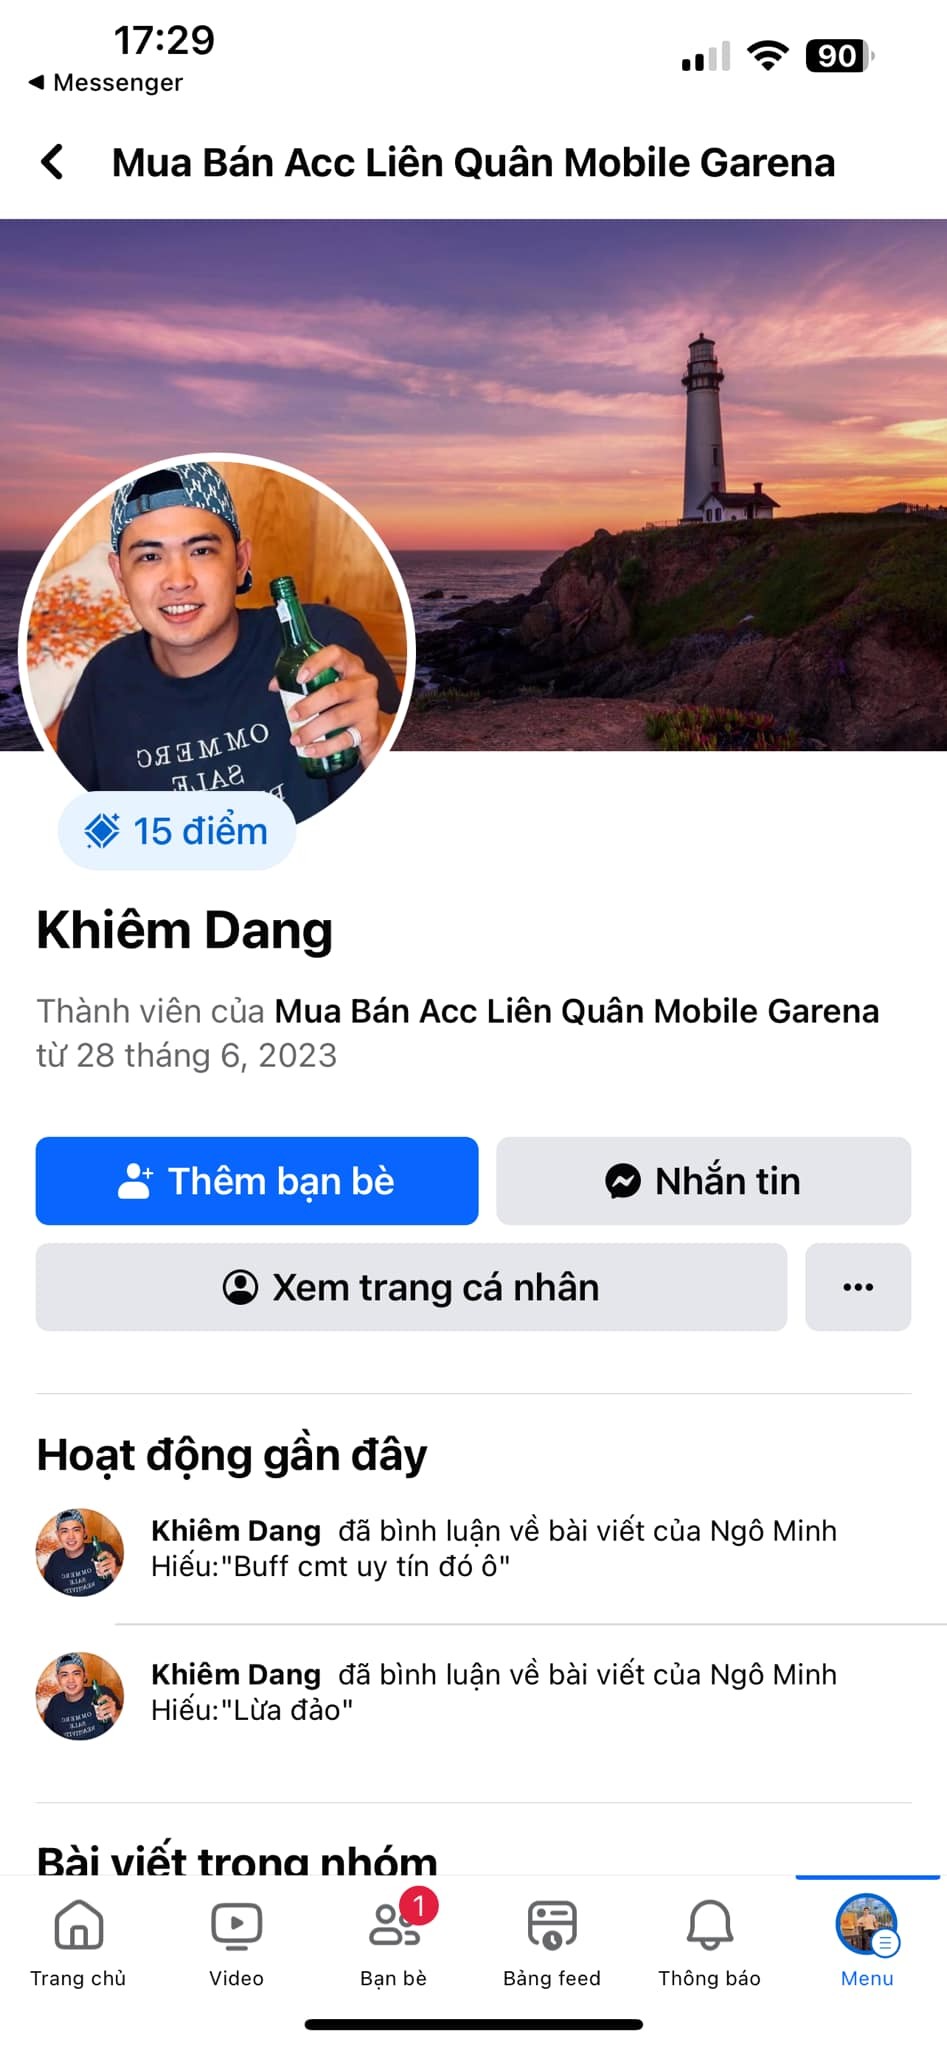 17:29
90
◀ Messenger
Mua Bán Acc Liên Quân Mobile Garena
COMMERC
SALE
15 điểm
Khiêm Dang
Thành viên của Mua Bán Acc Liên Quân Mobile Garena
từ 28 tháng 6, 2023
Thêm bạn bè
Nhắn tin
Xem trang cá nhân
Hoạt động gần đây
Khiêm Dang đã bình luận về bài viết của Ngô Minh
Hiếu:"Buff cmt uy tín đó ô"
Khiêm Dang đã bình luận về bài viết của Ngô Minh
Hiếu:"Lừa đảo"
Bài viết trong nhóm
1
Trang chủ
Video
Bạn bè
Bảng feed
Thông báo
Menu